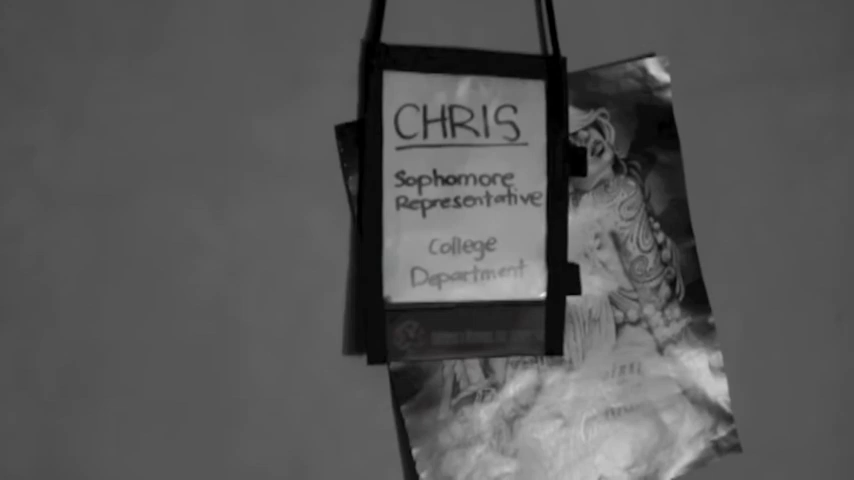 CHRIS
Sophomore
Representative
College
Department